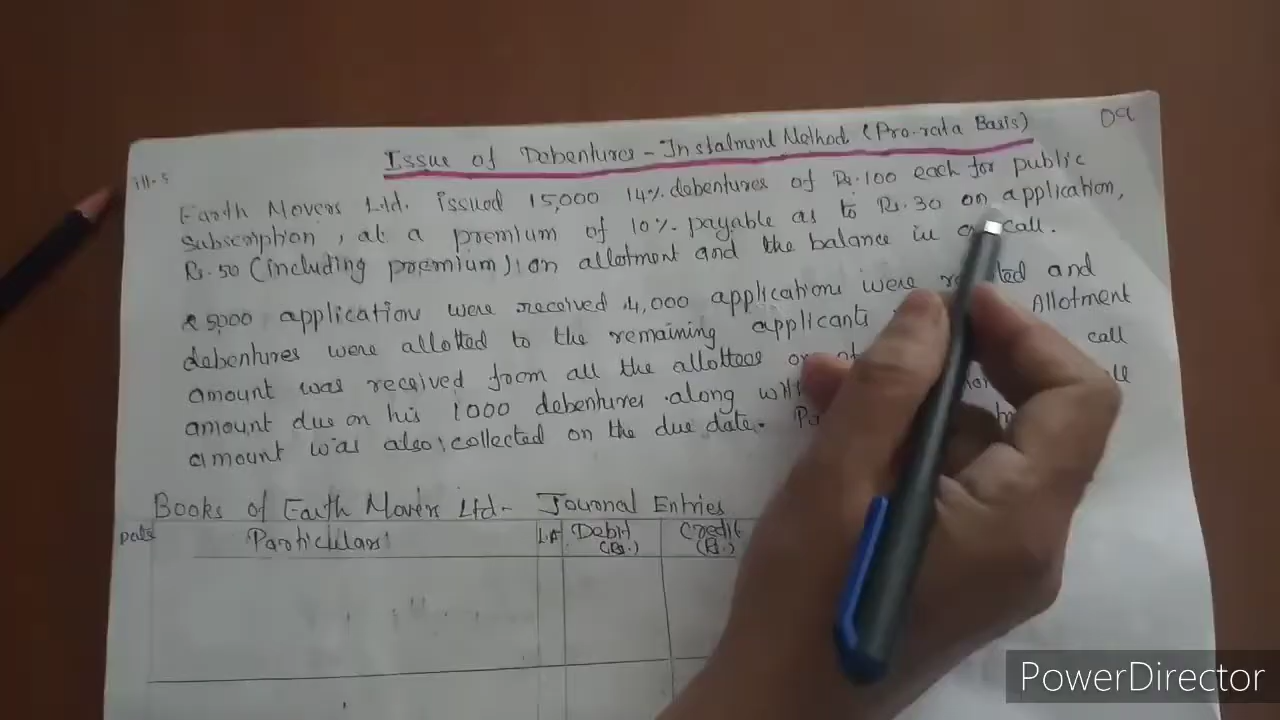 09
Issue of Debentures - Instalment Method (Pro-rata Basis)
ill-5
Earth Movers Ltd. issued 15,000 14% debentures of Rs.100 each for public
subscription, at a premium of 10% payable as to Rs.30 on application,
Rs.50 (including premium) on allotment and the balance in call.
25,000 application were received 4,000 applications were and
debentures were allotted to the remaining applicants Allotment
amount was received from all the allottees call
amount due on his 1000 debentures along
amount was also collected on the due date.
Books of Earth Movers Ltd - Journal Entries
Date Particulars L.F Debit (Rs.) Credit (Rs.)
PowerDirector